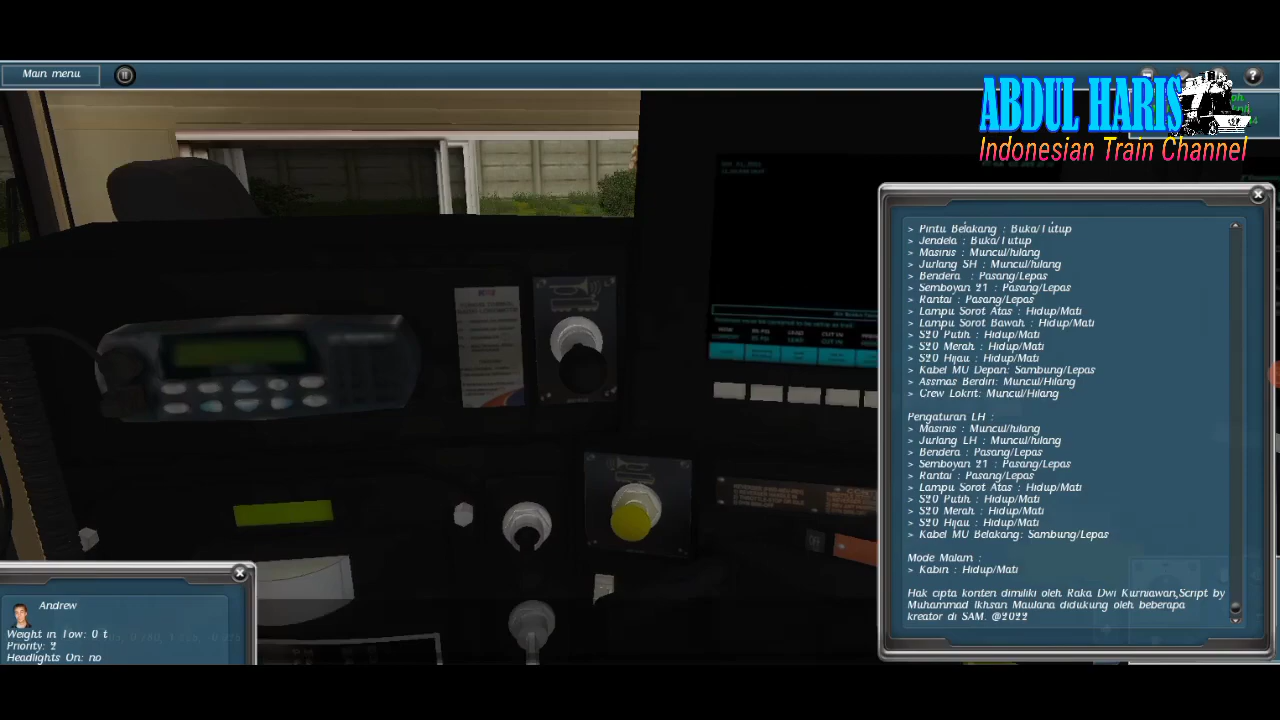 Main menu
?
ABDUL HARIS
Indonesian Train Channel
> Pintu Belakang : Buka/Tutup
> Jendela : Buka/Tutup
> Masinis : Muncul/hilang
> Jurlang SH : Muncul/hilang
> Bendera : Pasang/Lepas
> Semboyan 21 : Pasang/Lepas
> Rantai : Pasang/Lepas
> Lampu Sorot Atas : Hidup/Mati
> Lampu Sorot Bawah : Hidup/Mati
> S20 Putih : Hidup/Mati
> S20 Merah : Hidup/Mati
> S20 Hijau : Hidup/Mati
> Kabel MU Depan: Sambung/Lepas
> Assmas Berdiri: Muncul/Hilang
> Crew Lokrit: Muncul/Hilang
Pengaturan LH :
> Masinis : Muncul/hilang
> Jurlang LH : Muncul/hilang
> Bendera : Pasang/Lepas
> Semboyan 21 : Pasang/Lepas
> Rantai : Pasang/Lepas
> Lampu Sorot Atas : Hidup/Mati
> S20 Putih : Hidup/Mati
> S20 Merah : Hidup/Mati
> S20 Hijau : Hidup/Mati
> Kabel MU Belakang: Sambung/Lepas
Mode Malam :
> Kabin : Hidup/Mati
Hak cipta konten dimiliki oleh Raka Dwi Kurniawan,Script by
Muhammad Ikhsan Maulana didukung oleh beberapa
kreator di SAM. @2022
Andrew
Weight in Tow: 0 t
Priority: 2
Headlights On: no